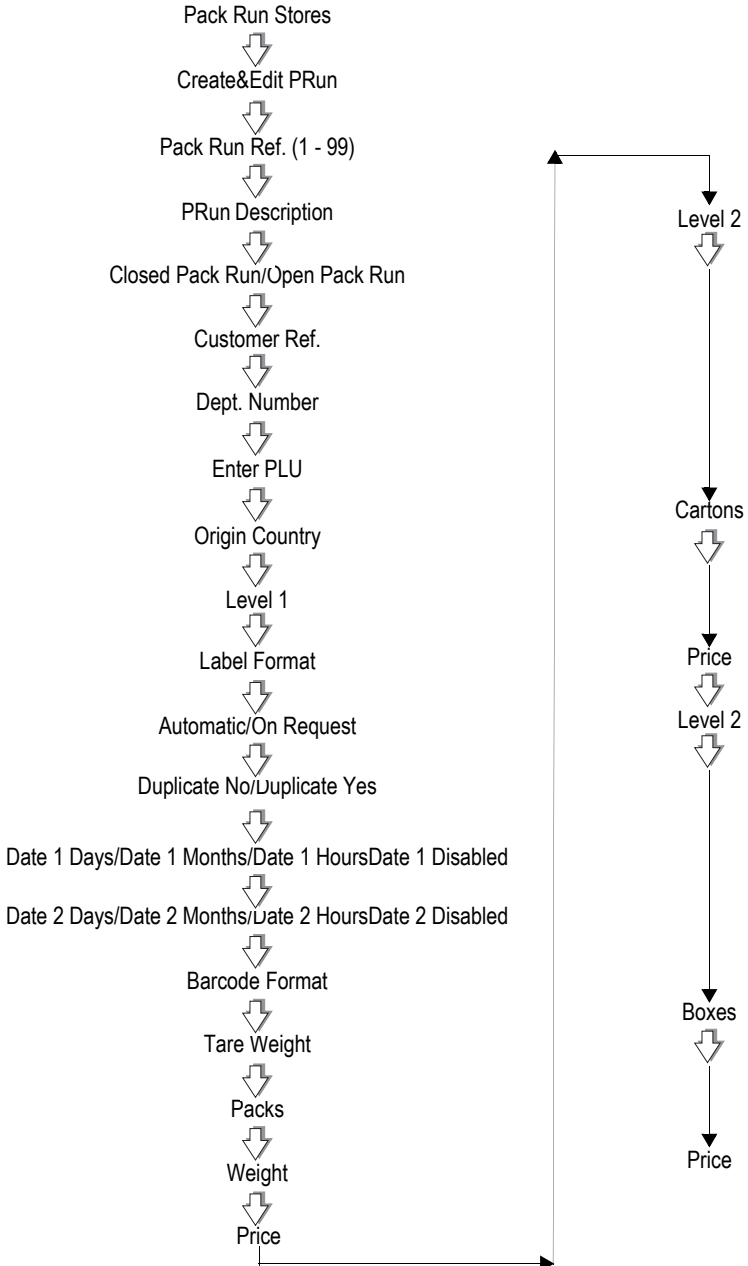 Pack Run Stores
Create&Edit PRun
Pack Run Ref. (1 - 99)
PRun Description
Closed Pack Run/Open Pack Run
Customer Ref.
Dept. Number
Enter PLU
Origin Country
Level 1
Label Format
Automatic/On Request
Duplicate No/Duplicate Yes
Date 1 Days/Date 1 Months/Date 1 HoursDate 1 Disabled
Date 2 Days/Date 2 Months/Date 2 HoursDate 2 Disabled
Barcode Format
Tare Weight
Packs
Weight
Price
Level 2
Cartons
Price
Level 2
Boxes
Price